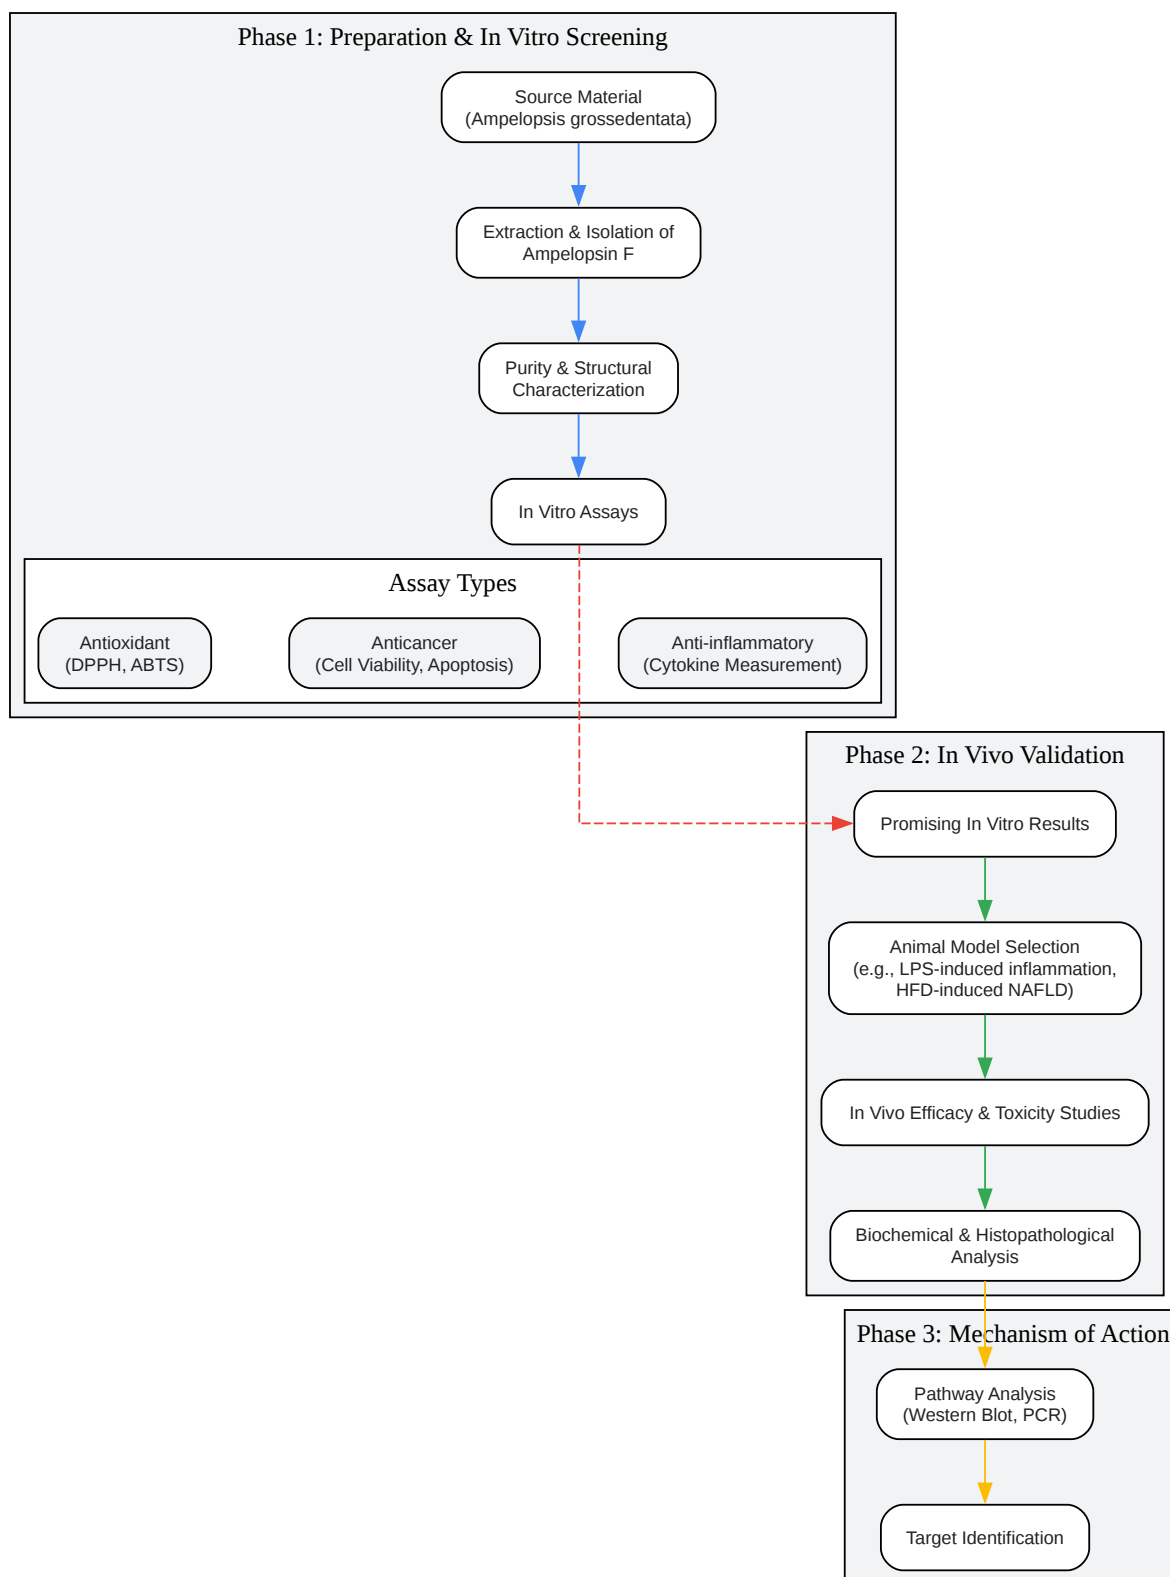 Phase 1: Preparation & In Vitro Screening
Source Material
(Ampelopsis grossedentata)
Extraction & Isolation of
Ampelopsin F
Purity & Structural
Characterization
In Vitro Assays
Assay Types
Antioxidant
(DPPH, ABTS)
Anticancer
(Cell Viability, Apoptosis)
Anti-inflammatory
(Cytokine Measurement)
Phase 2: In Vivo Validation
Promising In Vitro Results
Animal Model Selection
(e.g., LPS-induced inflammation,
HFD-induced NAFLD)
In Vivo Efficacy & Toxicity Studies
Biochemical & Histopathological
Analysis
Phase 3: Mechanism of Action
Pathway Analysis
(Western Blot, PCR)
Target Identification